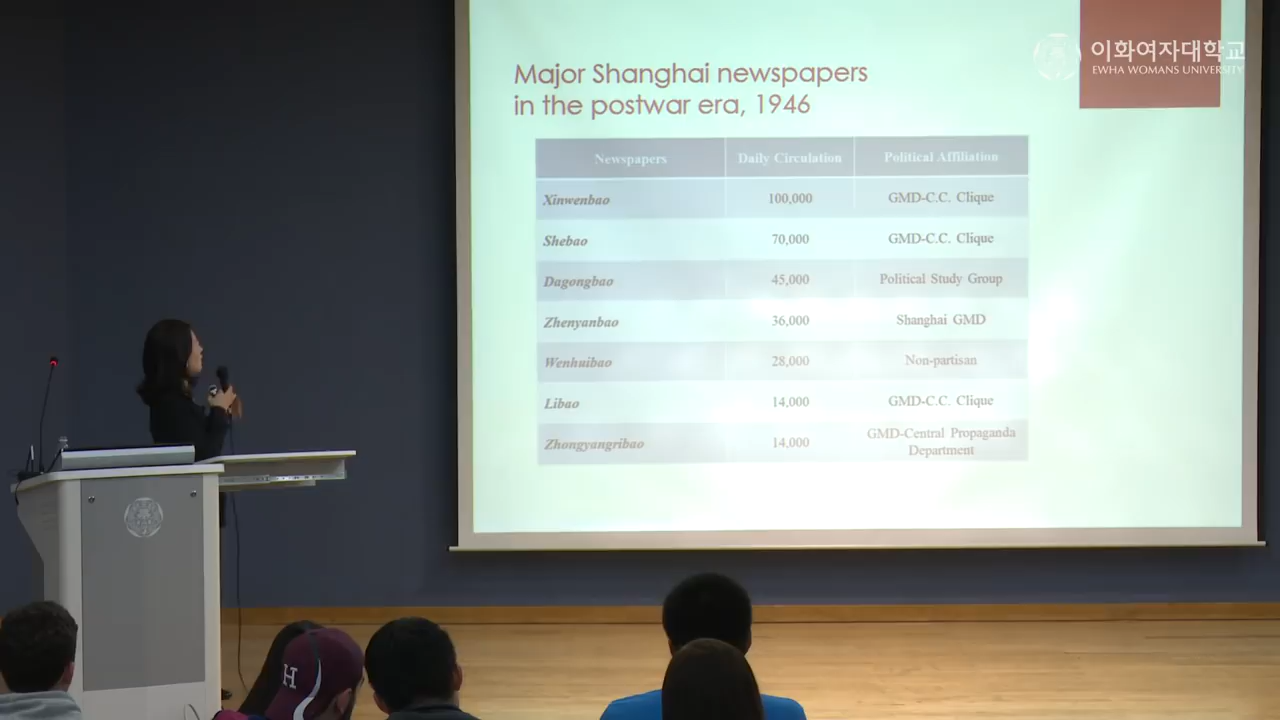 이화여자대학교
EWHA WOMANS UNIVERSITY
Major Shanghai newspapers
in the postwar era, 1946
Newspapers Daily Circulation Political Affiliation
Xinwenbao 100,000 GMD-C.C. Clique
Shebao 70,000 GMD-C.C. Clique
Dagongbao 45,000 Political Study Group
Zhenyanbao 36,000 Shanghai GMD
Wenhuibao 28,000 Non-partisan
Libao 14,000 GMD-C.C. Clique
Zhongyangribao 14,000 GMD-Central Propaganda
Department
H